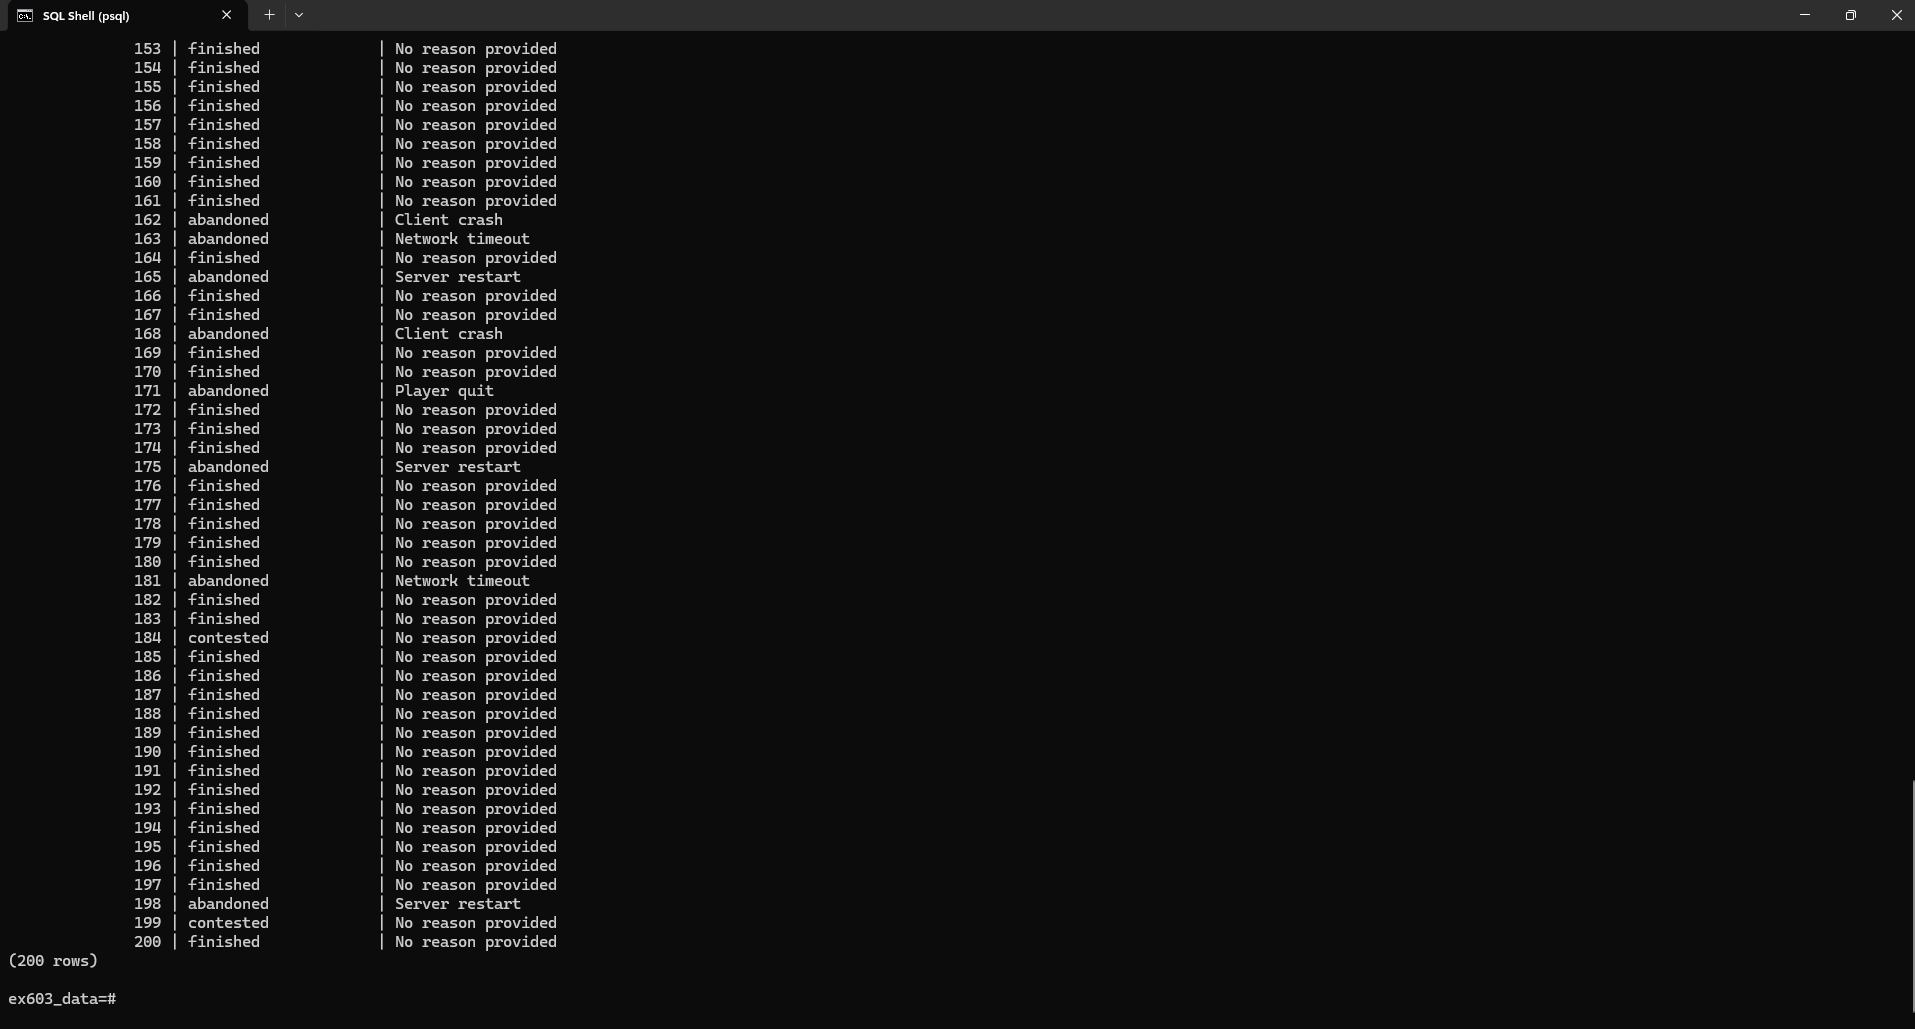 SQL Shell (psql)
153 | finished | No reason provided
154 | finished | No reason provided
155 | finished | No reason provided
156 | finished | No reason provided
157 | finished | No reason provided
158 | finished | No reason provided
159 | finished | No reason provided
160 | finished | No reason provided
161 | finished | No reason provided
162 | abandoned | Client crash
163 | abandoned | Network timeout
164 | finished | No reason provided
165 | abandoned | Server restart
166 | finished | No reason provided
167 | finished | No reason provided
168 | abandoned | Client crash
169 | finished | No reason provided
170 | finished | No reason provided
171 | abandoned | Player quit
172 | finished | No reason provided
173 | finished | No reason provided
174 | finished | No reason provided
175 | abandoned | Server restart
176 | finished | No reason provided
177 | finished | No reason provided
178 | finished | No reason provided
179 | finished | No reason provided
180 | finished | No reason provided
181 | abandoned | Network timeout
182 | finished | No reason provided
183 | finished | No reason provided
184 | contested | No reason provided
185 | finished | No reason provided
186 | finished | No reason provided
187 | finished | No reason provided
188 | finished | No reason provided
189 | finished | No reason provided
190 | finished | No reason provided
191 | finished | No reason provided
192 | finished | No reason provided
193 | finished | No reason provided
194 | finished | No reason provided
195 | finished | No reason provided
196 | finished | No reason provided
197 | finished | No reason provided
198 | abandoned | Server restart
199 | contested | No reason provided
200 | finished | No reason provided
(200 rows)
ex603_data=#